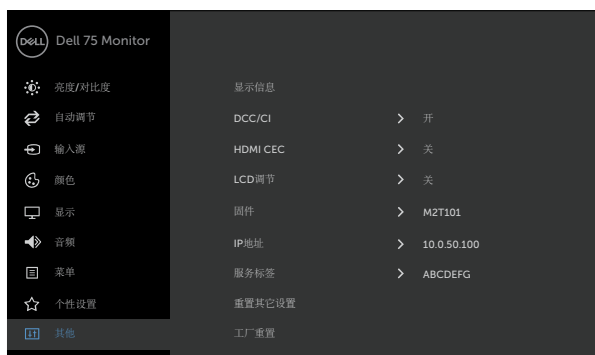 DELL Dell 75 Monitor
亮度/对比度 显示信息
自动调节 DCC/CI 开
输入源 HDMI CEC 关
颜色 LCD调节 关
显示 固件 M2T101
音频 IP地址 10.0.50.100
菜单 服务标签 ABCDEFG
个性设置 重置其它设置
其他 工厂重置